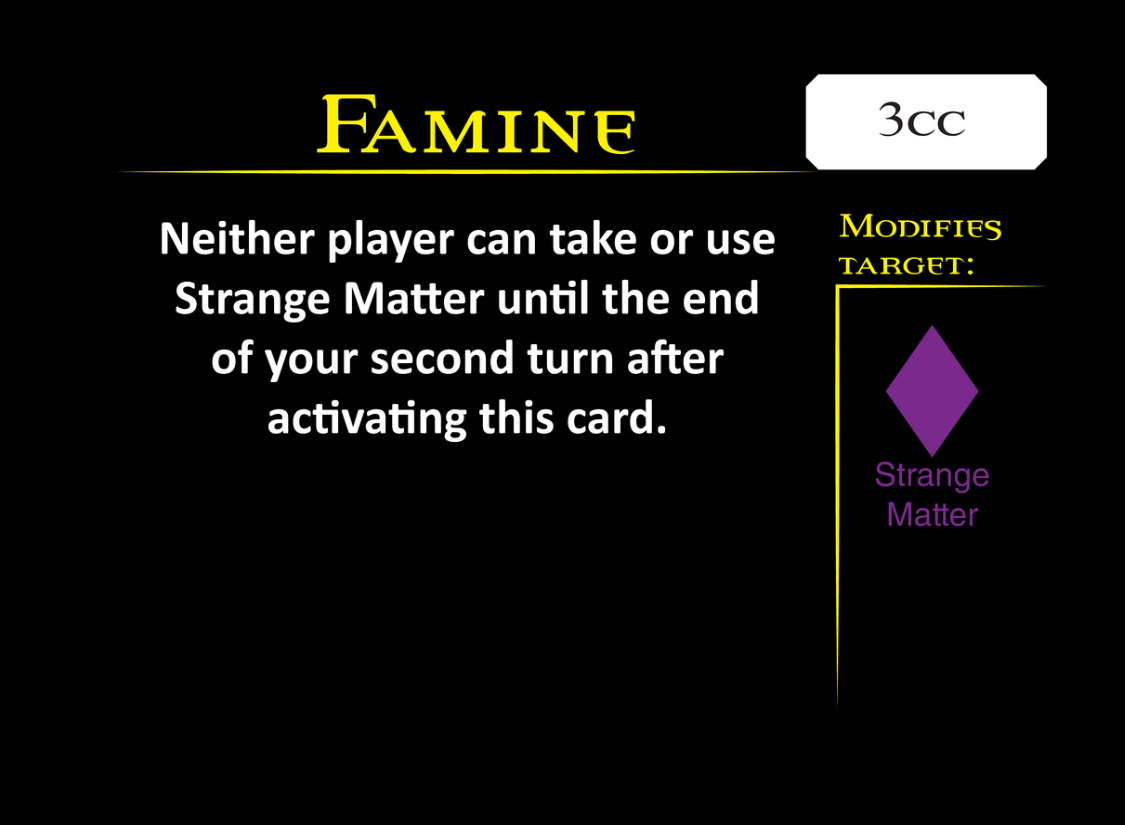 Famine
3cc
Neither player can take or use
Strange Matter until the end
of your second turn after
activating this card.
Modifies
target:
Strange
Matter